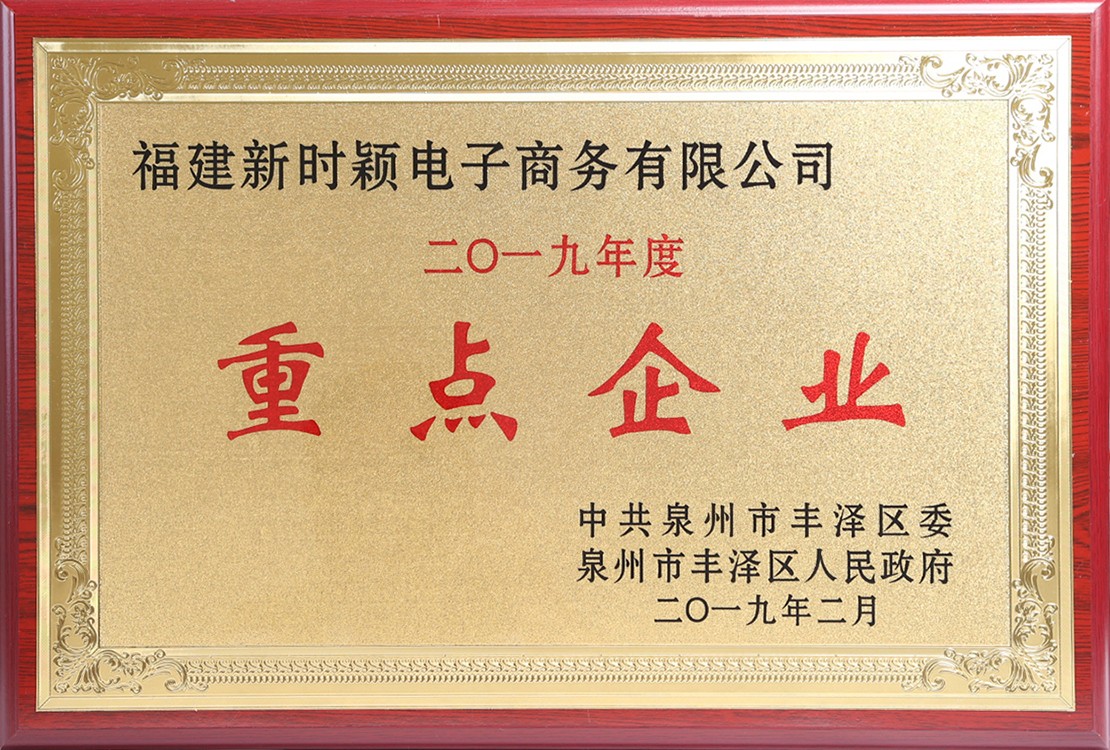 福建新时颖电子商务有限公司
二〇一九年度
重点企业
中共泉州市丰泽区委
泉州市丰泽区人民政府
二〇一九年二月